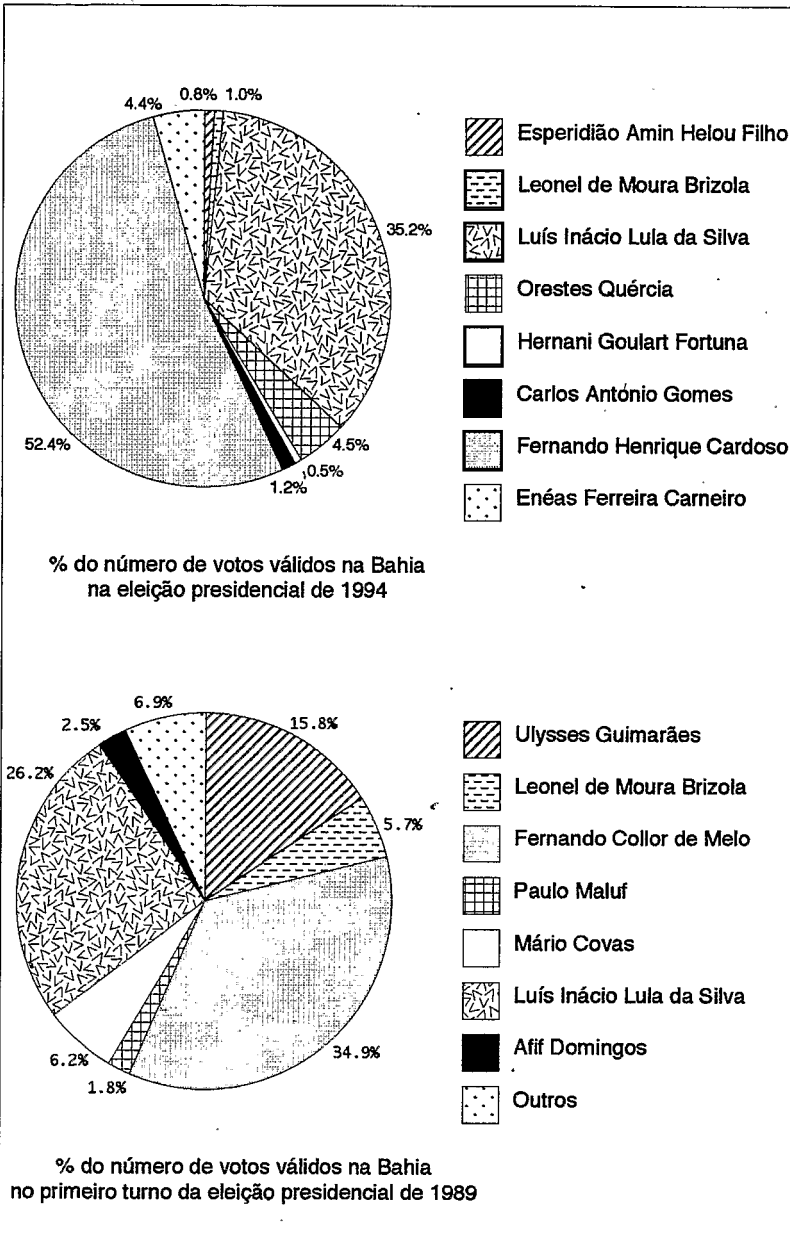 4.4%
0.8% 1.0%
35.2%
52.4%
4.5%
0.5%
1.2%
Esperidião Amin Helou Filho
Leonel de Moura Brizola
Luís Inácio Lula da Silva
Orestes Quércia
Hernani Goulart Fortuna
Carlos António Gomes
Fernando Henrique Cardoso
Enéas Ferreira Carneiro
% do número de votos válidos na Bahia
na eleição presidencial de 1994
6.9%
15.8%
2.5%
26.2%
5.7%
34.9%
6.2%
1.8%
Ulysses Guimarães
Leonel de Moura Brizola
Fernando Collor de Melo
Paulo Maluf
Mário Covas
Luís Inácio Lula da Silva
Afif Domingos
Outros
% do número de votos válidos na Bahia
no primeiro turno da eleição presidencial de 1989